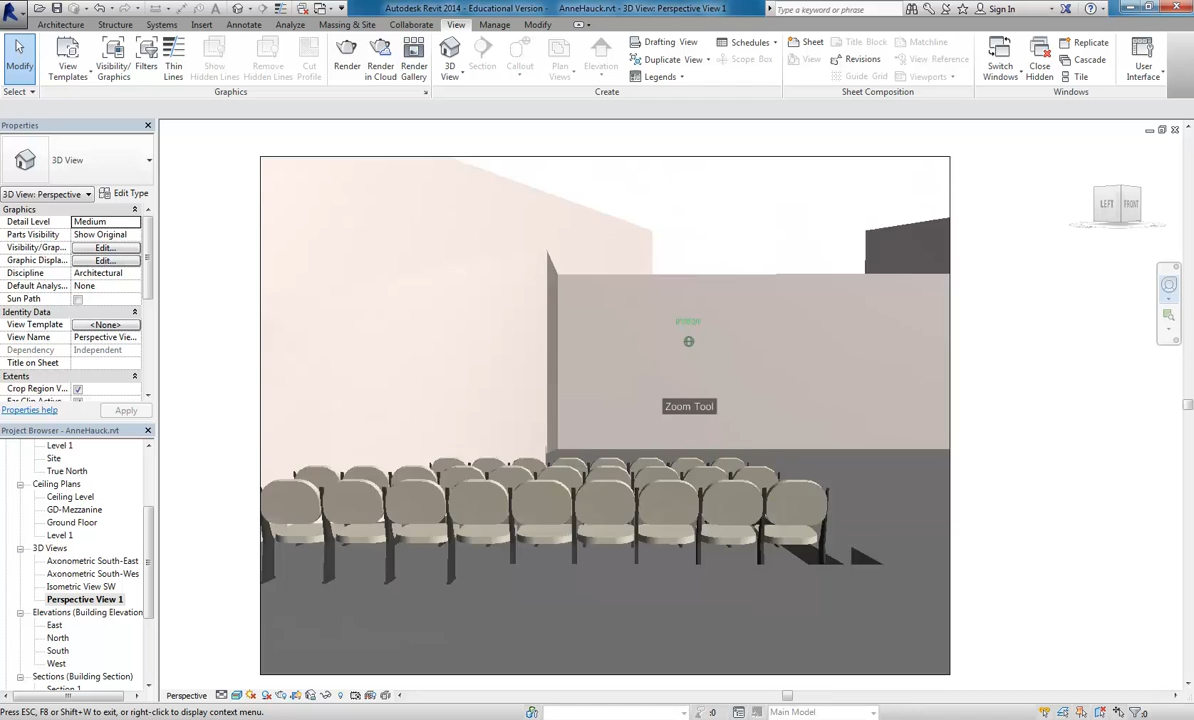 Autodesk Revit 2014 - Educational Version - AnneHauck.rvt - 3D View: Perspective View 1
Type a keyword or phrase
Sign In
Architecture Structure Systems Insert Annotate Analyze Massing & Site Collaborate View Manage Modify
Modify
View Templates
Visibility/ Graphics
Filters
Thin Lines
Show Hidden Lines
Remove Hidden Lines
Cut Profile
Render
Render in Cloud
Render Gallery
3D View
Section
Callout
Plan Views
Elevation
Drafting View
Duplicate View
Legends
Schedules
Scope Box
Sheet
View
Title Block
Revisions
Guide Grid
Matchline
View Reference
Viewports
Switch Windows
Close Hidden
Replicate
Cascade
Tile
User Interface
Select
Graphics
Create
Sheet Composition
Windows
Properties
3D View
3D View: Perspective
Edit Type
Graphics
Detail Level Medium
Parts Visibility Show Original
Visibility/Grap... Edit...
Graphic Displa... Edit...
Discipline Architectural
Default Analys... None
Sun Path
Identity Data
View Template <None>
View Name Perspective Vie...
Dependency Independent
Title on Sheet
Extents
Crop Region V...
Far Clip Active
Properties help
Apply
Project Browser - AnneHauck.rvt
Level 1
Site
True North
Ceiling Plans
Ceiling Level
GD-Mezzanine
Ground Floor
Level 1
3D Views
Axonometric South-East
Axonometric South-Wes
Isometric View SW
Perspective View 1
Elevations (Building Elevation
East
North
South
West
Sections (Building Section)
Section 1
LEFT
FRONT
PIVOT
Zoom Tool
Perspective
Press ESC, F8 or Shift+W to exit, or right-click to display context menu.
:0
Main Model
:0